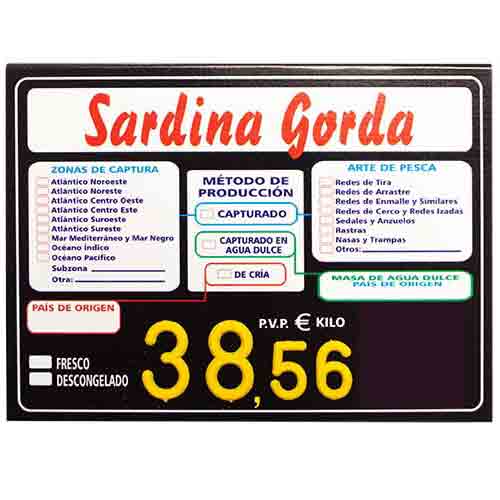 Sardina Gorda
ZONAS DE CAPTURA
Atlántico Noroeste
Atlántico Noreste
Atlántico Centro Oeste
Atlántico Centro Este
Atlántico Suroeste
Atlántico Sureste
Mar Mediterráneo y Mar Negro
Océano Indico
Océano Pacífico
Subzona
Otra:
MÉTODO DE
PRODUCCIÓN
CAPTURADO
CAPTURADO EN
AGUA DULCE
DE CRÍA
ARTE DE PESCA
Redes de Tira
Redes de Arrastre
Redes de Enmalle y Similares
Redes de Cerco y Redes Izadas
Sedales y Anzuelos
Rastras
Nasas y Trampas
Otros:
MASA DE AGUA DULCE
PAÍS DE ORIGEN
PAÍS DE ORIGEN
P.V.P. € KILO
38,56
FRESCO
DESCONGELADO